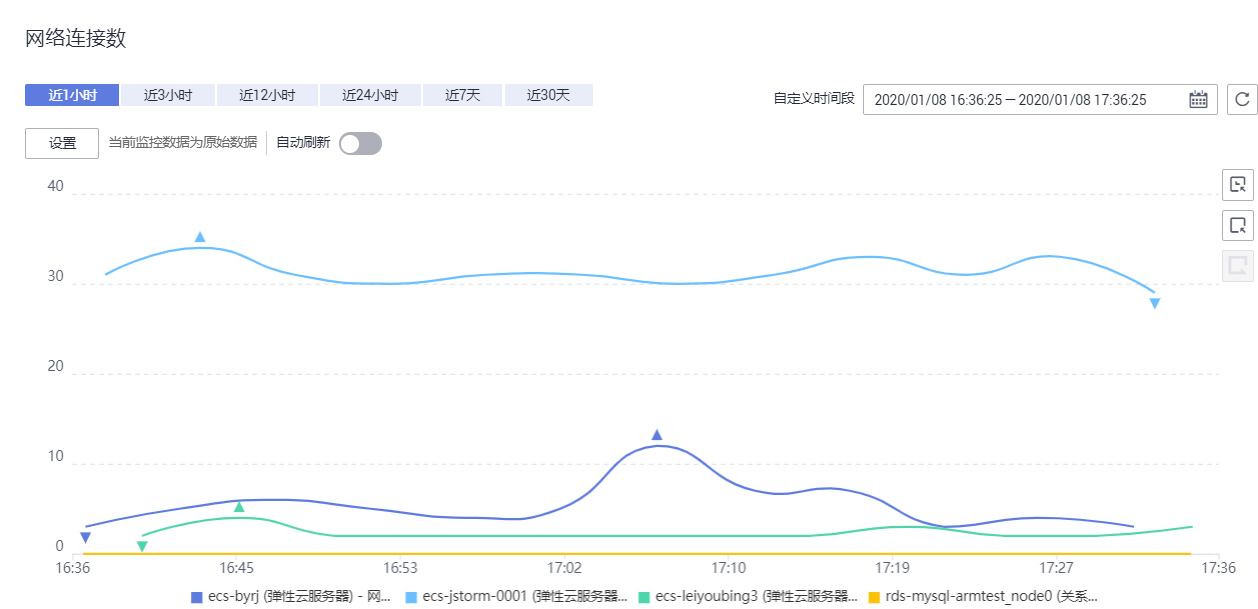 网络连接数
近1小时 近3小时 近12小时 近24小时 近7天 近30天 自定义时间段 2020/01/08 16:36:25 – 2020/01/08 17:36:25
设置 当前监控数据为原始数据 自动刷新
40
30
20
10
0
16:36 16:45 16:53 17:02 17:10 17:19 17:27 17:36
ecs-byrj (弹性云服务器) - 网... ecs-jstorm-0001 (弹性云服务器... ecs-leiyoubing3 (弹性云服务器... rds-mysql-armtest_node0 (关系...